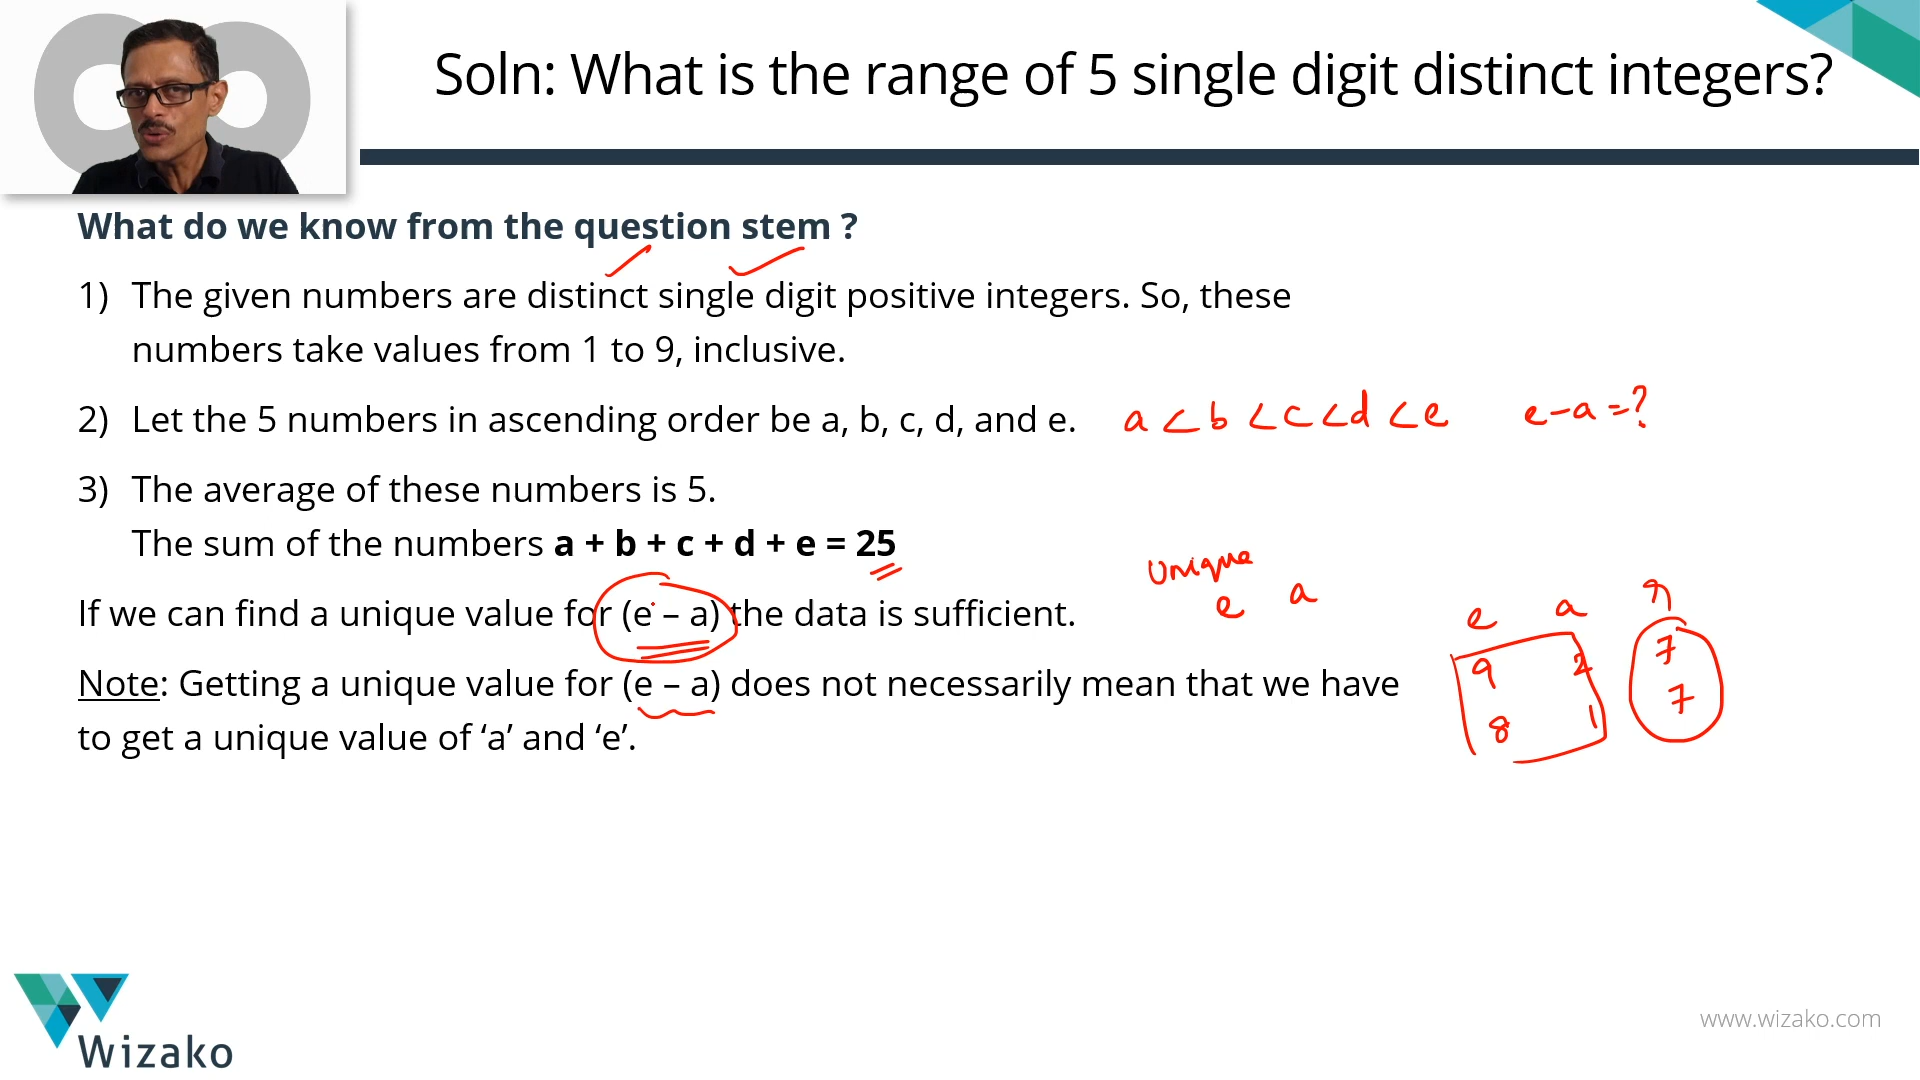 Soln: What is the range of 5 single digit distinct integers?
What do we know from the question stem ?
1) The given numbers are distinct single digit positive integers. So, these
numbers take values from 1 to 9, inclusive.
2) Let the 5 numbers in ascending order be a, b, c, d, and e. a < b < c < d < e e - a = ?
3) The average of these numbers is 5.
The sum of the numbers a + b + c + d + e = 25
Unique
e a
If we can find a unique value for (e – a) the data is sufficient.
e a
9 2 7
8 1 7
Note: Getting a unique value for (e – a) does not necessarily mean that we have
to get a unique value of ‘a’ and ‘e’.
Wizako
www.wizako.com